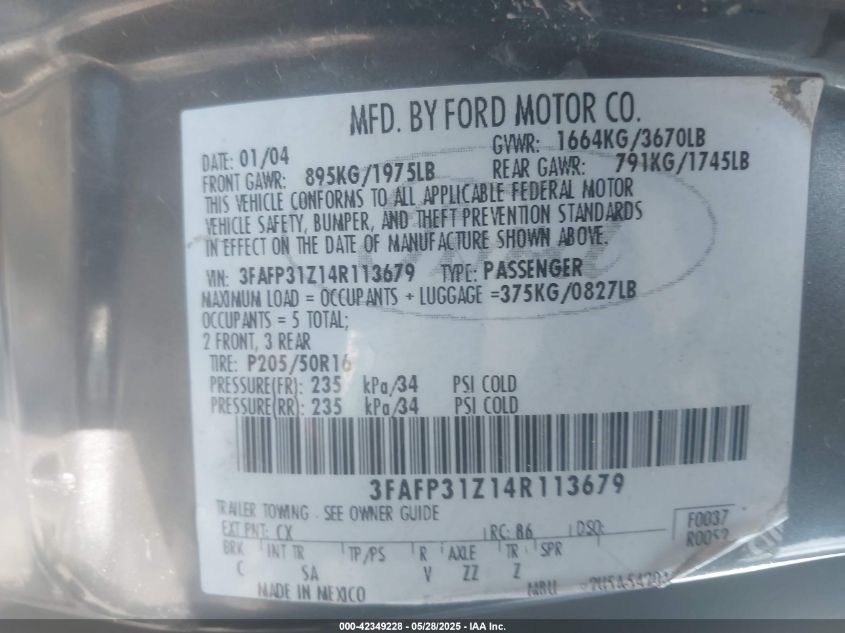 MFD. BY FORD MOTOR CO.
DATE: 01/04 GVWR: 1664KG/3670LB
FRONT GAWR: 895KG/1975LB REAR GAWR: 791KG/1745LB
THIS VEHICLE CONFORMS TO ALL APPLICABLE FEDERAL MOTOR
VEHICLE SAFETY, BUMPER, AND THEFT PREVENTION STANDARDS
IN EFFECT ON THE DATE OF MANUFACTURE SHOWN ABOVE.
VIN: 3FAFP31Z14R113679 TYPE: PASSENGER
MAXIMUM LOAD = OCCUPANTS + LUGGAGE =375KG/0827LB
OCCUPANTS = 5 TOTAL;
2 FRONT, 3 REAR
TIRE: P205/50R16
PRESSURE(FR): 235 kPa/34 PSI COLD
PRESSURE(RR): 235 kPa/34 PSI COLD
3FAFP31Z14R113679
TRAILER TOWING - SEE OWNER GUIDE
EXT PNT: CX RC: 86 DSO: F0037
R0052
BRK INT TR TP/PS R AXLE TR SPR
C SA V ZZ Z
MADE IN MEXICO
000-42349228 - 05/28/2025 - IAA Inc.